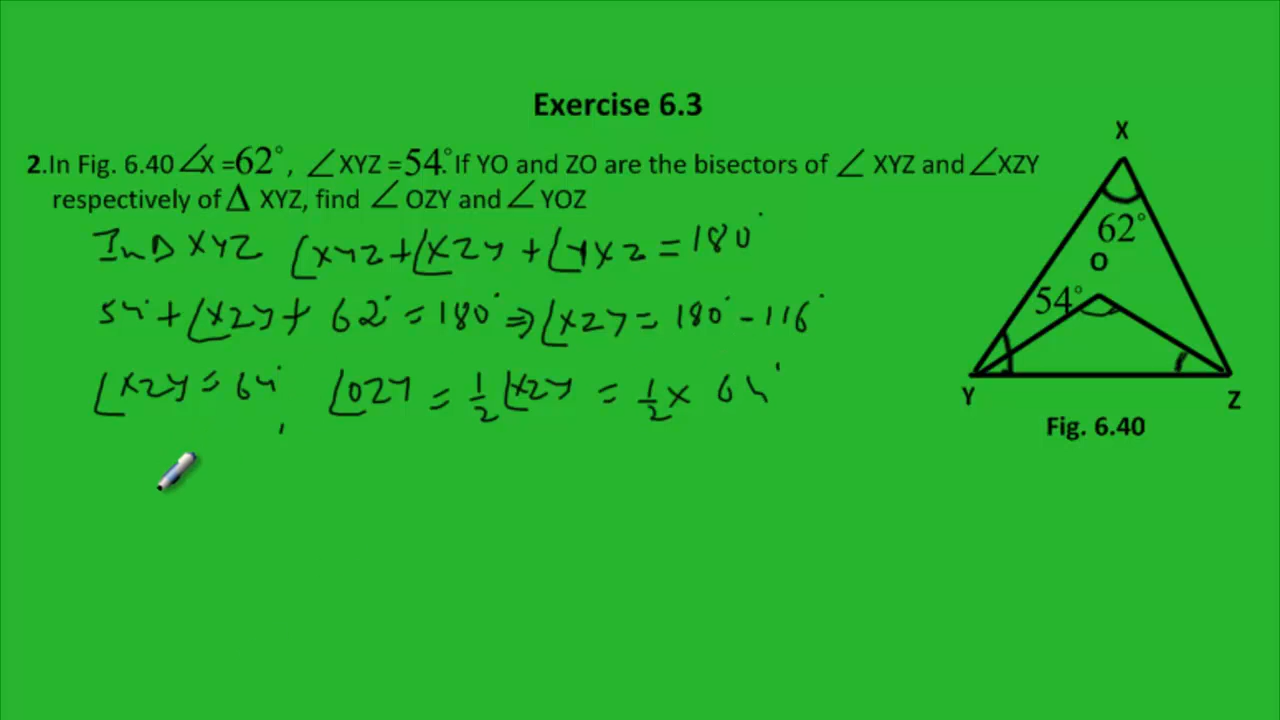 Exercise 6.3
2.In Fig. 6.40 ∠X =62°, ∠XYZ =54°. If YO and ZO are the bisectors of ∠ XYZ and ∠XZY
respectively of Δ XYZ, find ∠OZY and ∠YOZ
In Δ XYZ ∠XYZ+∠XZY+∠YXZ=180°
54°+∠XZY+ 62°=180°⇒∠XZY=180°-116°
∠XZY=64°, ∠OZY=1/2∠XZY=1/2×64°
X
62°
O
54°
Y
Z
Fig. 6.40